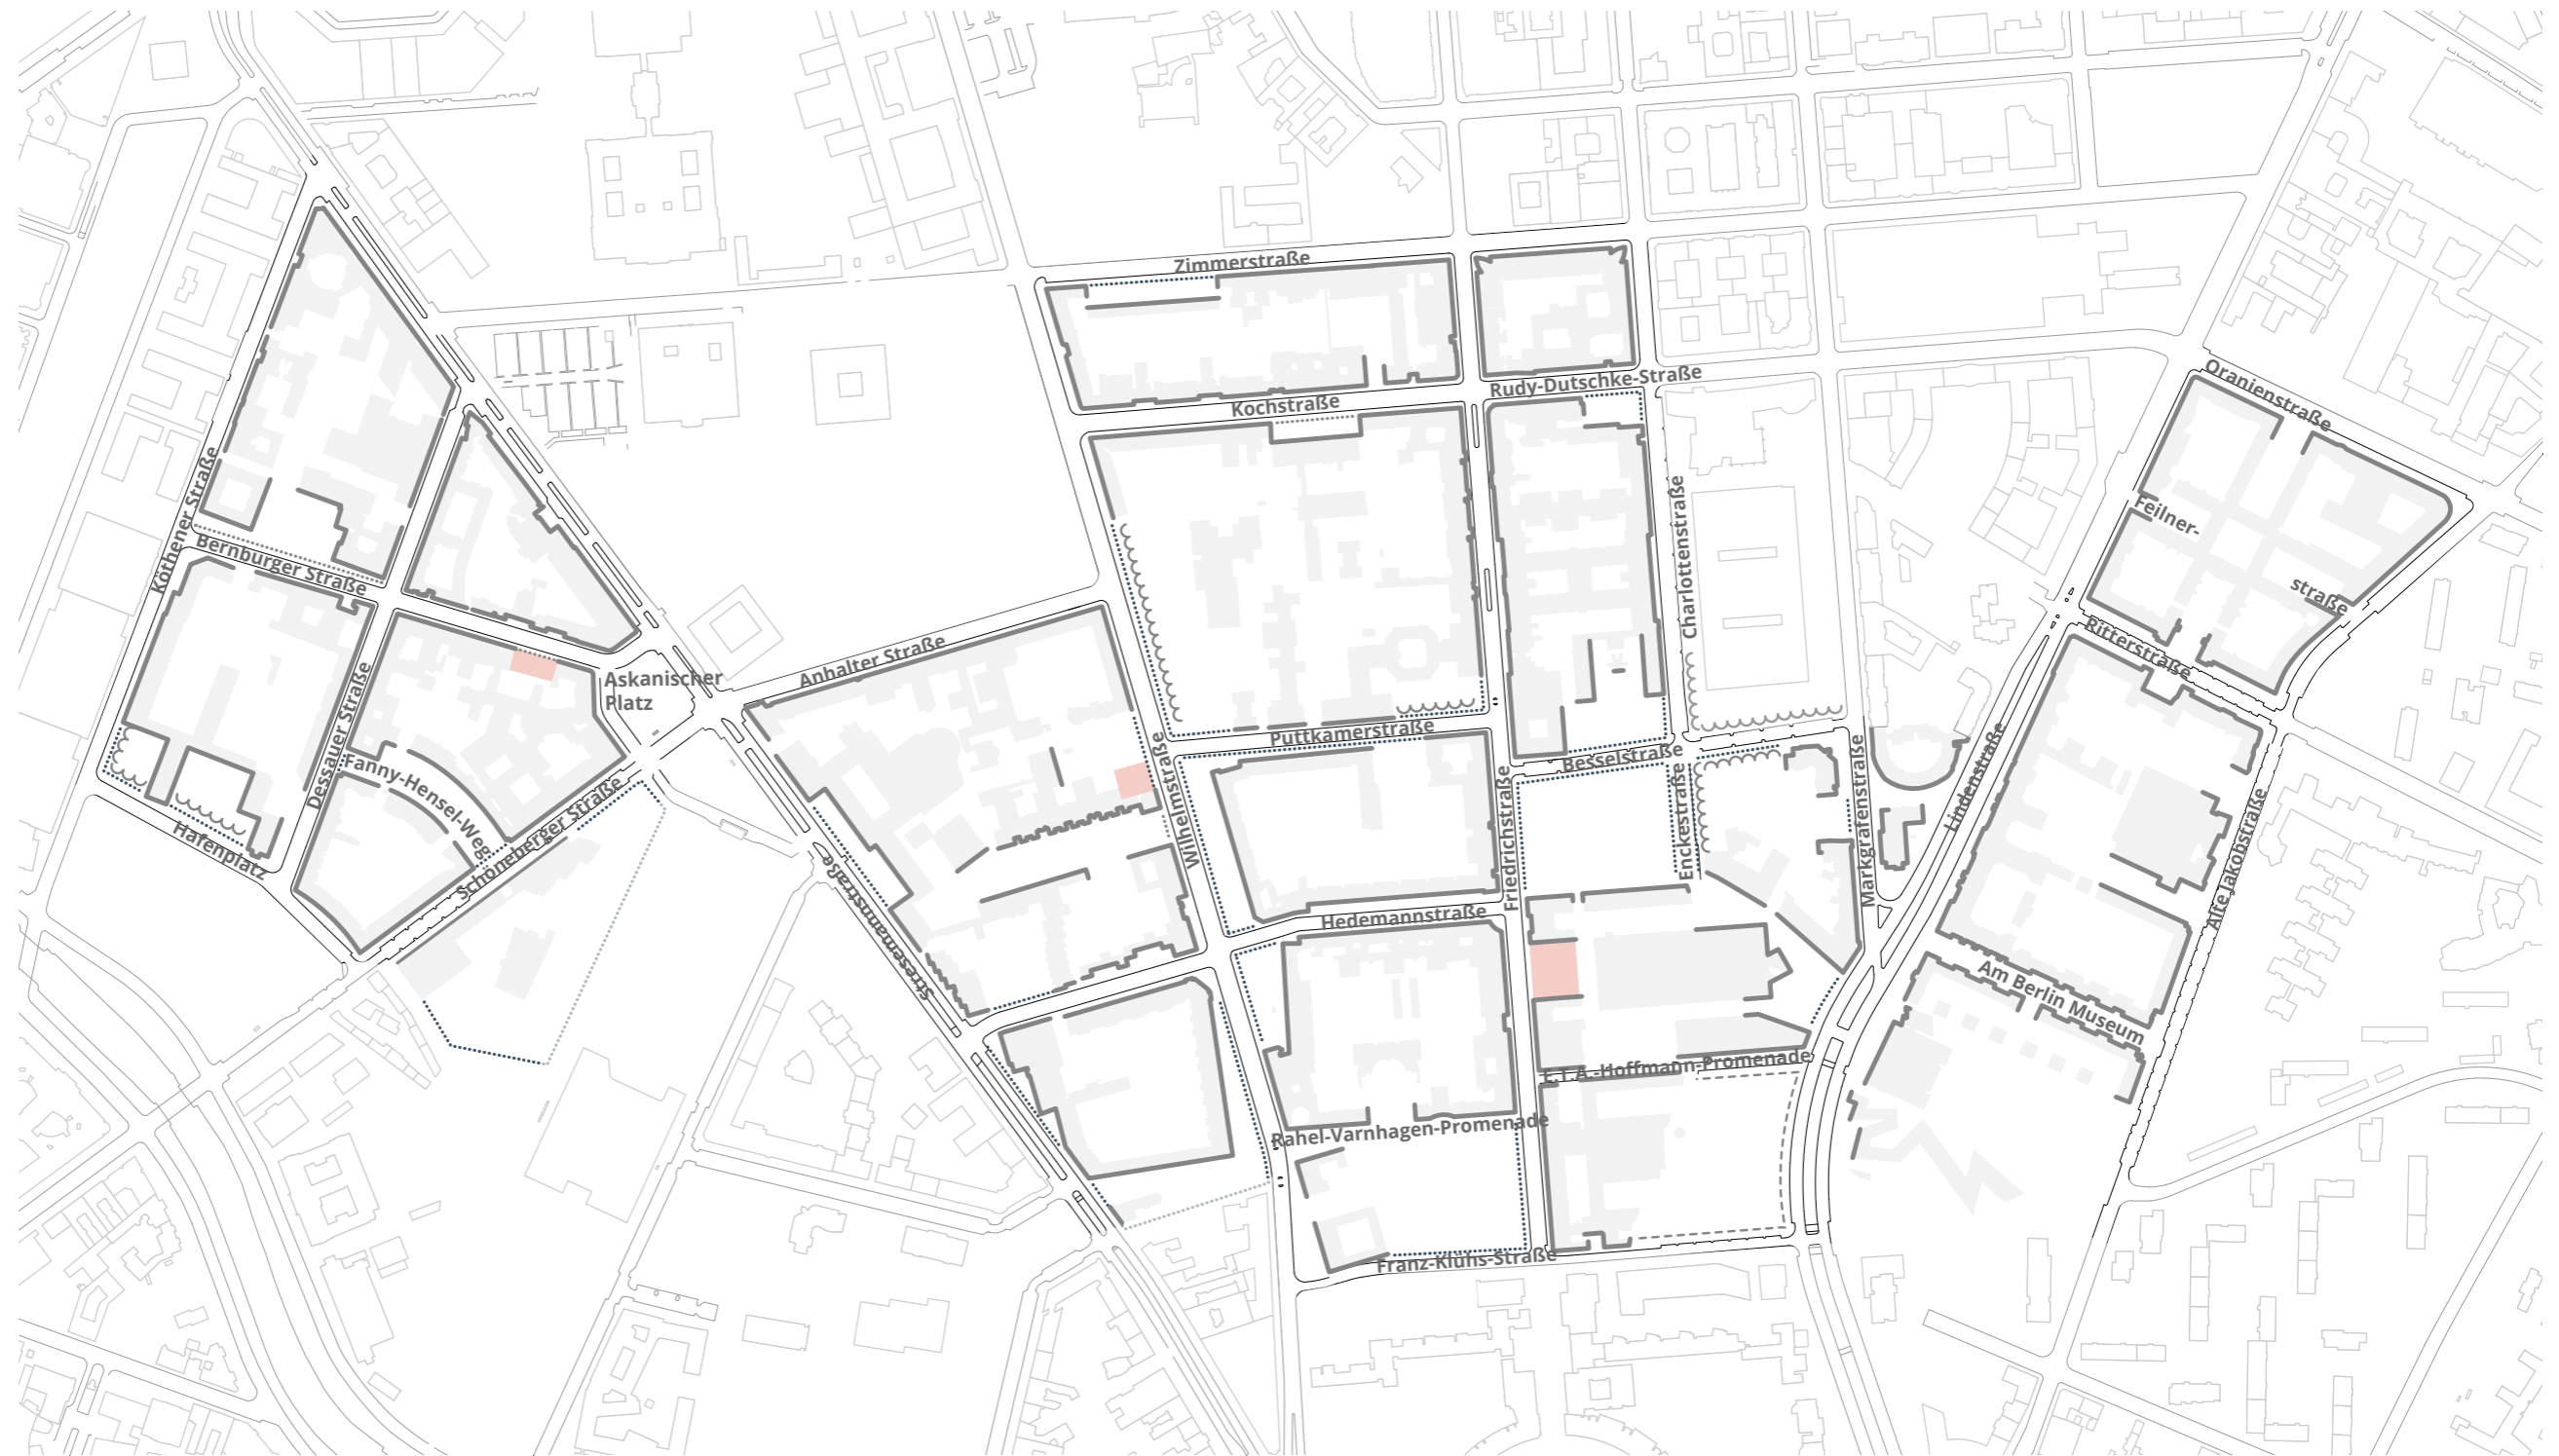 Zimmerstraße
Oranienstraße
Rudy-Dutschke-Straße
Kochstraße
Köthener Straße
Charlottenstraße
Feilner-
Bernburger Straße
straße
Ritterstraße
Anhalter Straße
Askanischer
Platz
Dessauer Straße
Puttkamerstraße
Besselstraße
Wilhelmstraße
Fanny-Hensel-Weg
Friedrichstraße
Enckestraße
Markgrafenstraße
Lindenstraße
Alte Jakobstraße
Schöneberger Straße
Hafenplatz
Stresemannstraße
Hedemannstraße
Am Berlin Museum
E.T.A.-Hoffmann-Promenade
Rahel-Varnhagen-Promenade
Franz-Klühs-Straße